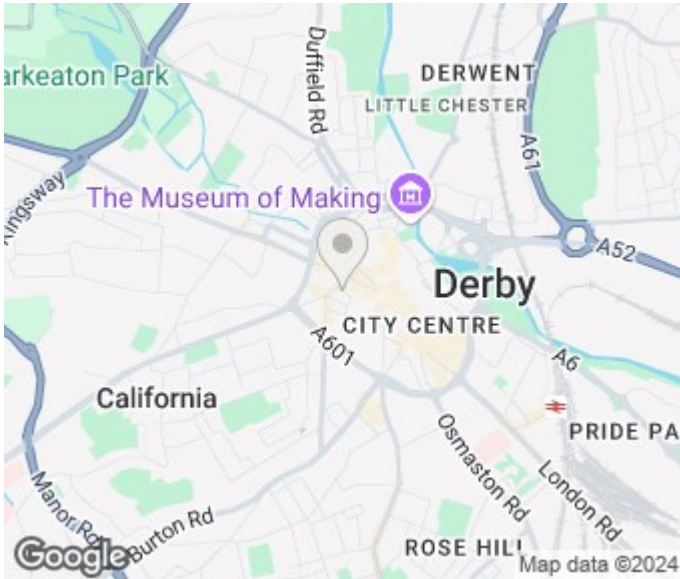 Duffield Rd
arkeaton Park
DERWENT
LITTLE CHESTER
A61
Kingsway
The Museum of Making
A52
Derby
CITY CENTRE
A601
A6
California
PRIDE PA
Osmaston Rd
London Rd
Manor Rd
Burton Rd
ROSE HILL
Google
Map data ©2024